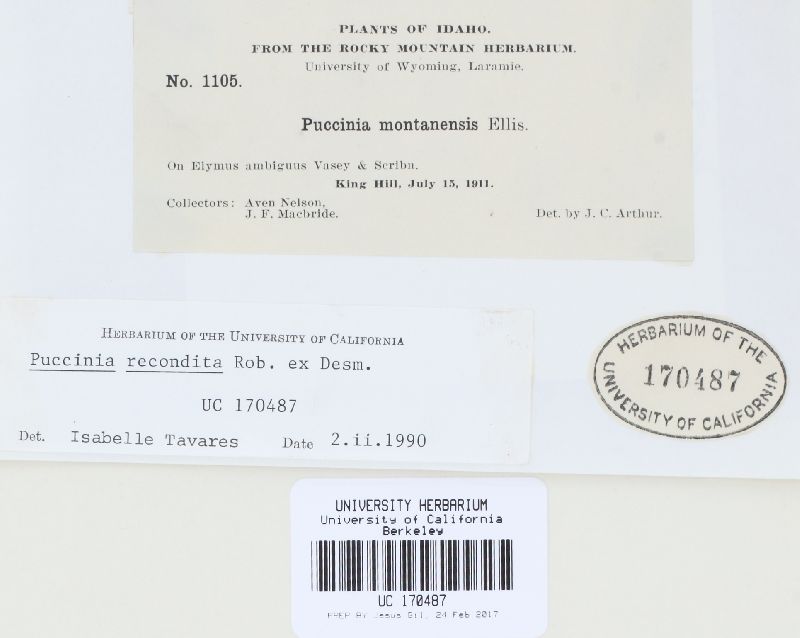 PLANTS OF IDAHO.
FROM THE ROCKY MOUNTAIN HERBARIUM.
University of Wyoming, Laramie.
No. 1105.
Puccinia montanensis Ellis.
On Elymus ambiguus Vasey & Scribn.
King Hill, July 15, 1911.
Collectors: Aven Nelson,
J. F. Macbride.
Det. by J. C. Arthur.
HERBARIUM OF THE UNIVERSITY OF CALIFORNIA
Puccinia recondita Rob. ex Desm.
UC 170487
Det. Isabelle Tavares Date 2.ii.1990
HERBARIUM OF THE
170487
UNIVERSITY OF CALIFORNIA
UNIVERSITY HERBARIUM
University of California
Berkeley
UC 170487
PREP BY Jesus Gil, 24 Feb 2017